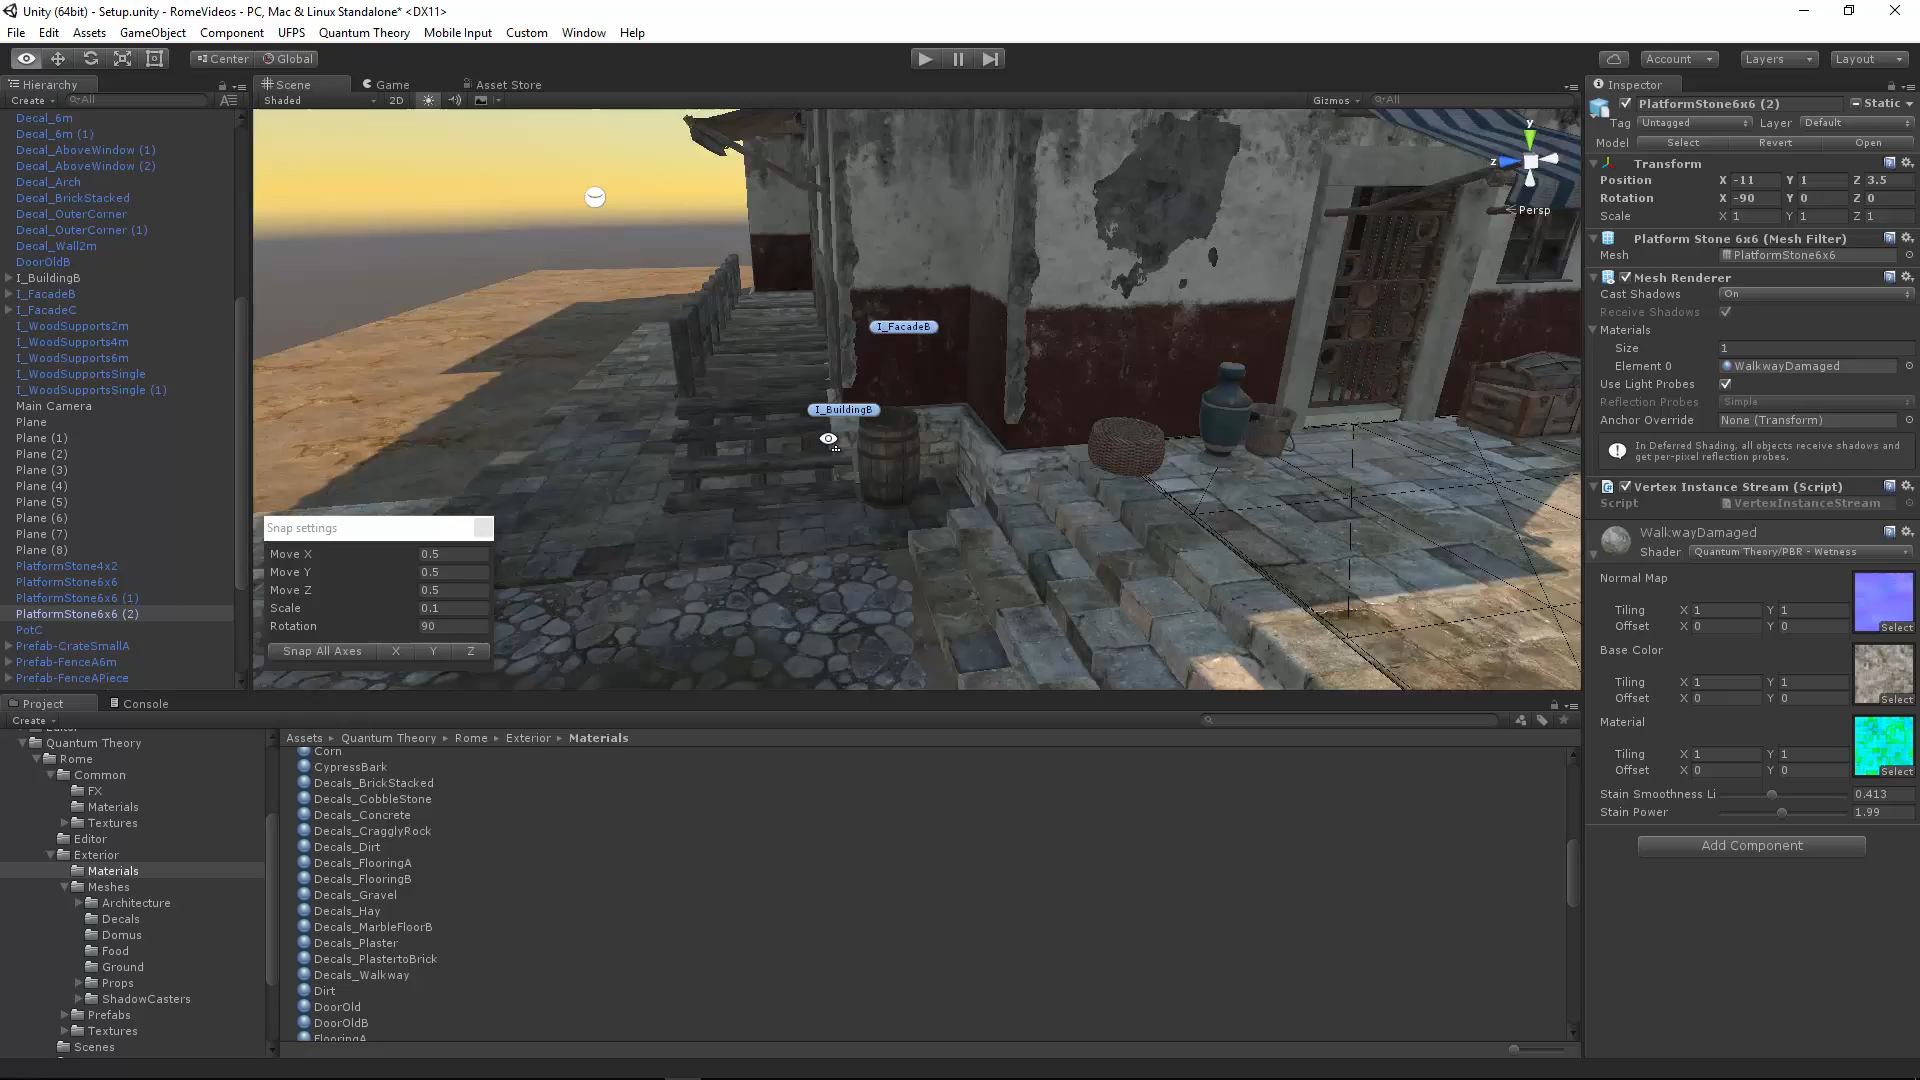 Unity (64bit) - Setup.unity - RomeVideos - PC, Mac & Linux Standalone* <DX11>
File Edit Assets GameObject Component UFPS Quantum Theory Mobile Input Custom Window Help
Center Global Account Layers Layout
Hierarchy
Create All
Decal_6m
Decal_6m (1)
Decal_AboveWindow (1)
Decal_AboveWindow (2)
Decal_Arch
Decal_BrickStacked
Decal_OuterCorner
Decal_OuterCorner (1)
Decal_Wall2m
DoorOldB
I_BuildingB
I_FacadeB
I_FacadeC
I_WoodSupports2m
I_WoodSupports4m
I_WoodSupports6m
I_WoodSupportsSingle
I_WoodSupportsSingle (1)
Main Camera
Plane
Plane (1)
Plane (2)
Plane (3)
Plane (4)
Plane (5)
Plane (6)
Plane (7)
Plane (8)
PlatformStone4x2
PlatformStone6x6
PlatformStone6x6 (1)
PlatformStone6x6 (2)
PotC
Prefab-CrateSmallA
Prefab-FenceA6m
Prefab-FenceAPiece
Scene Game Asset Store
Shaded 2D Gizmos All
y
z
Persp
I_FacadeB
I_BuildingB
Snap settings
Move X 0.5
Move Y 0.5
Move Z 0.5
Scale 0.1
Rotation 90
Snap All Axes X Y Z
Inspector
PlatformStone6x6 (2) Static
Tag Untagged Layer Default
Model Select Revert Open
Transform
Position X -11 Y 1 Z 3.5
Rotation X -90 Y 0 Z 0
Scale X 1 Y 1 Z 1
Platform Stone 6x6 (Mesh Filter)
Mesh PlatformStone6x6
Mesh Renderer
Cast Shadows On
Receive Shadows
Materials
Size 1
Element 0 WalkwayDamaged
Use Light Probes
Reflection Probes Simple
Anchor Override None (Transform)
In Deferred Shading, all objects receive shadows and
get per-pixel reflection probes.
Vertex Instance Stream (Script)
Script VertexInstanceStream
WalkwayDamaged
Shader Quantum Theory/PBR - Wetness
Normal Map
Tiling X 1 Y 1
Offset X 0 Y 0 Select
Base Color
Tiling X 1 Y 1
Offset X 0 Y 0 Select
Material
Tiling X 1 Y 1
Offset X 0 Y 0 Select
Stain Smoothness Li 0.413
Stain Power 1.99
Add Component
Project Console
Create
Quantum Theory
Rome
Common
FX
Materials
Textures
Editor
Exterior
Materials
Meshes
Architecture
Decals
Domus
Food
Ground
Props
ShadowCasters
Prefabs
Textures
Scenes
Assets Quantum Theory Rome Exterior Materials
Corn
CypressBark
Decals_BrickStacked
Decals_CobbleStone
Decals_Concrete
Decals_CragglyRock
Decals_Dirt
Decals_FlooringA
Decals_FlooringB
Decals_Gravel
Decals_Hay
Decals_MarbleFloorB
Decals_Plaster
Decals_PlastertoBrick
Decals_Walkway
Dirt
DoorOld
DoorOldB
FlooringA